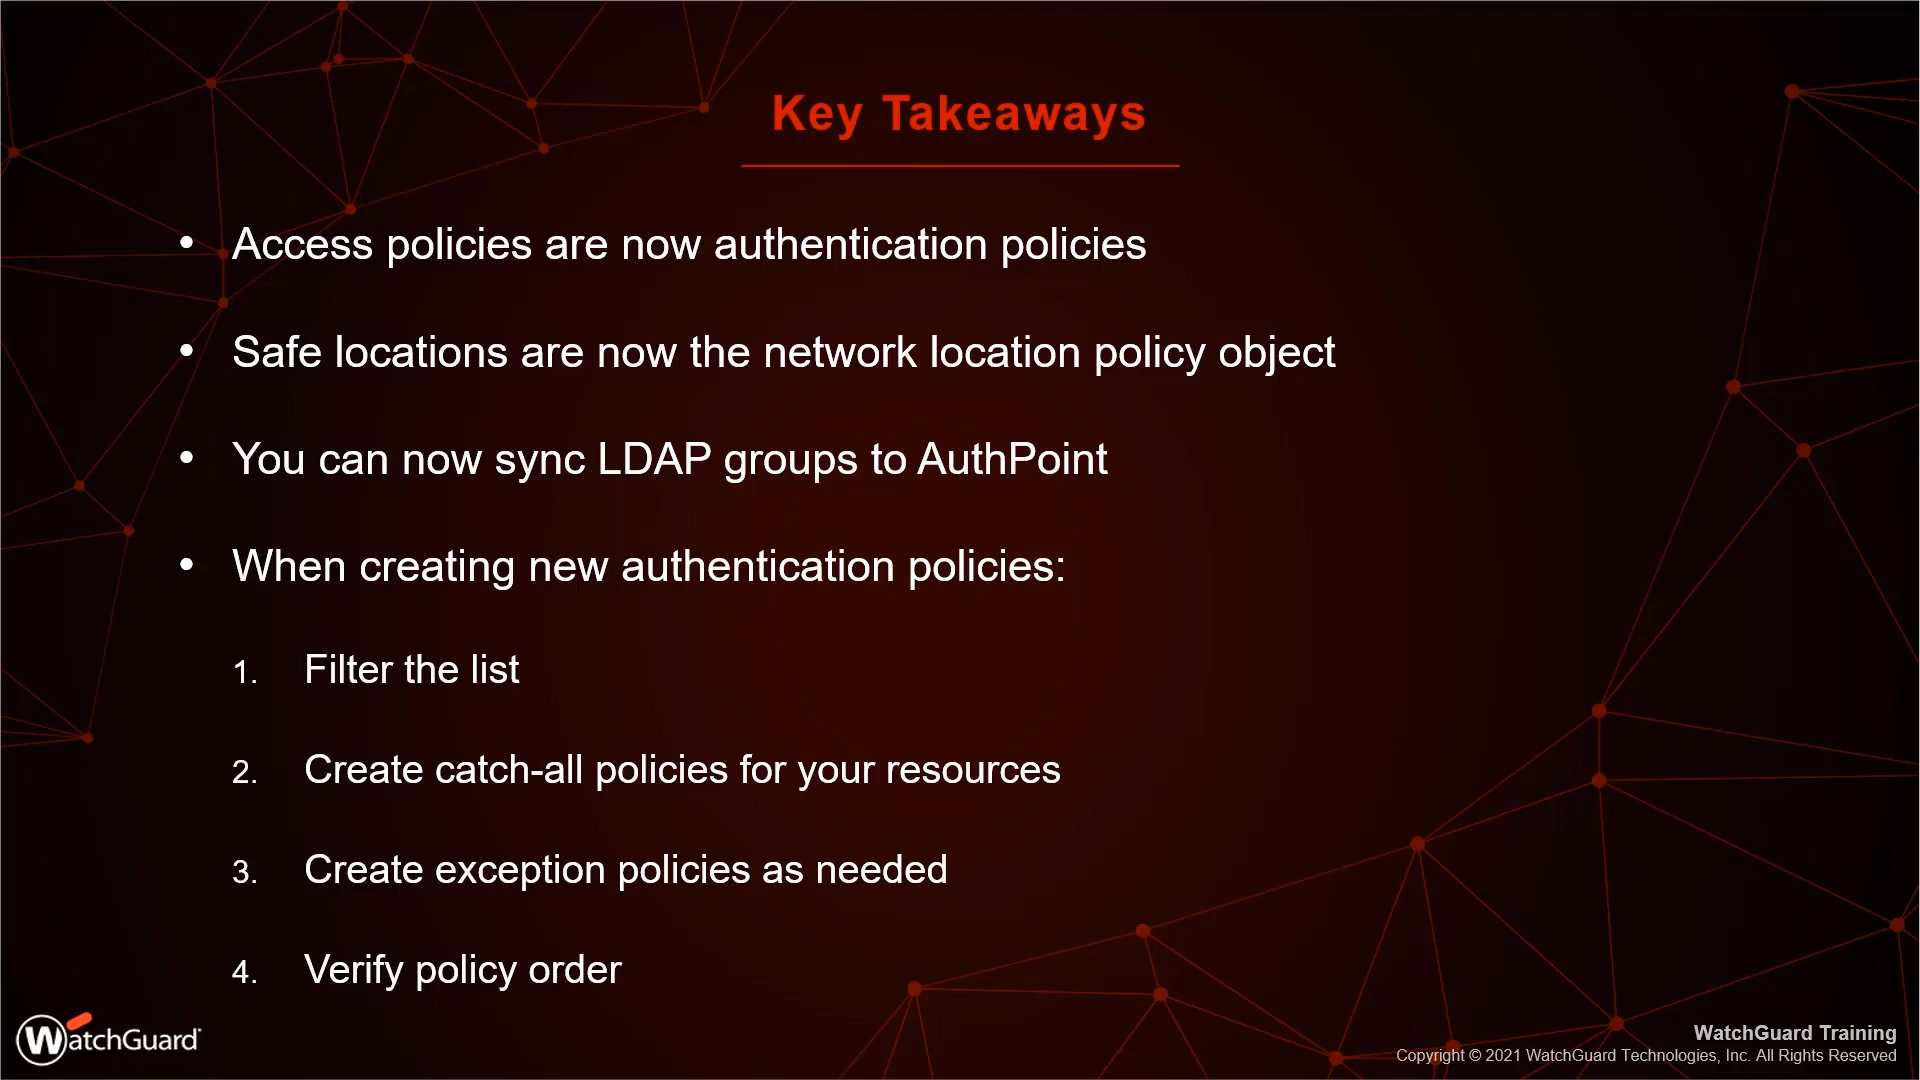 Key Takeaways
• Access policies are now authentication policies
• Safe locations are now the network location policy object
• You can now sync LDAP groups to AuthPoint
• When creating new authentication policies:
1. Filter the list
2. Create catch-all policies for your resources
3. Create exception policies as needed
4. Verify policy order
WatchGuard
WatchGuard Training
Copyright © 2021 WatchGuard Technologies, Inc. All Rights Reserved